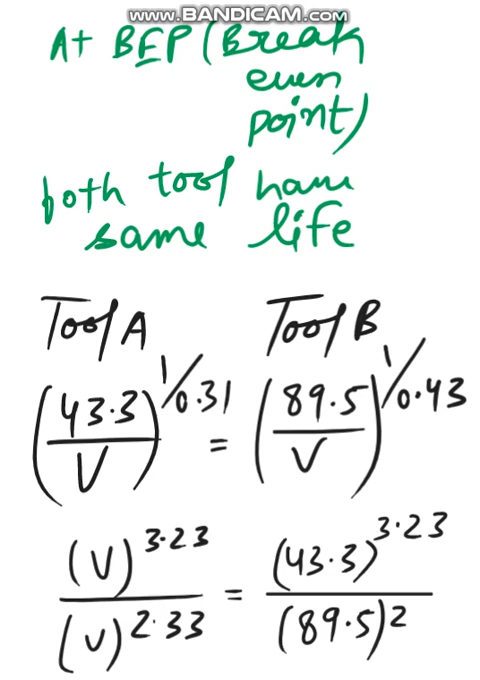 www.BANDICAM.com
At BEP (Break
even
point)
both tool have
same life
Tool A Tool B
(43.3/V)^1/0.31 = (89.5/V)^1/0.43
(V)^3.23/(V)^2.33 = (43.3)^3.23/(89.5)2